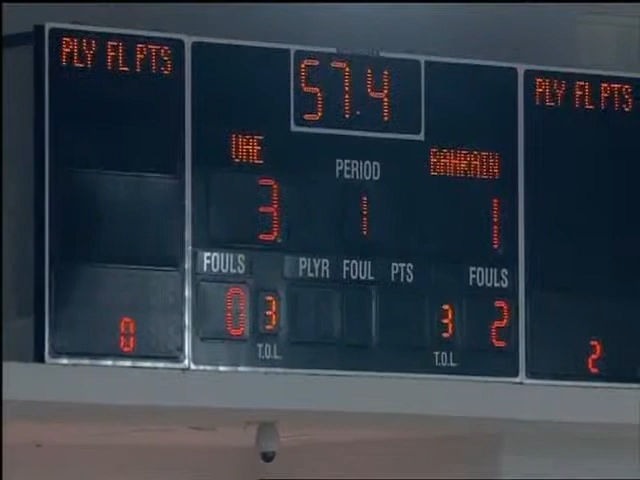 PLY FL PTS
57.4
PLY FL PTS
UAE BAHRAIN
PERIOD
3 1 1
FOULS PLYR FOUL PTS FOULS
0 3 3 2
T.O.L. T.O.L.
0 2